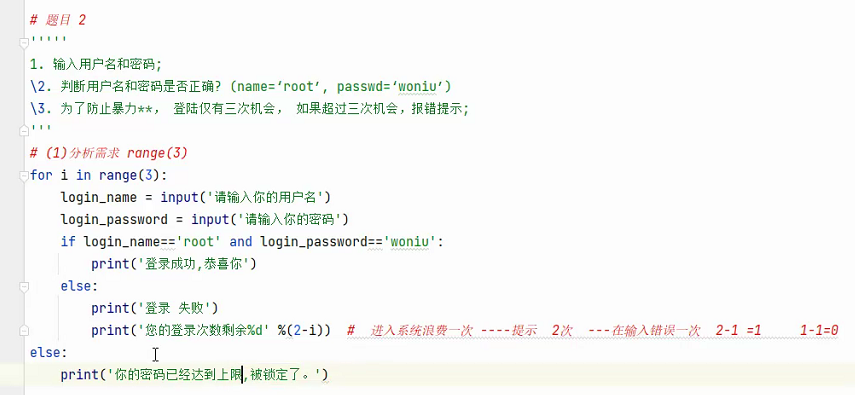 # 题目 2
'''''
1. 输入用户名和密码;
\2. 判断用户名和密码是否正确? (name=‘root’, passwd=‘woniu’)
\3. 为了防止暴力**， 登陆仅有三次机会， 如果超过三次机会，报错提示;
'''
# (1)分析需求 range(3)
for i in range(3):
    login_name = input('请输入你的用户名')
    login_password = input('请输入你的密码')
    if login_name=='root' and login_password=='woniu':
        print('登录成功,恭喜你')
    else:
        print('登录 失败')
        print('您的登录次数剩余%d' %(2-i))  #  进入系统浪费一次 ----提示  2次  ---在输入错误一次  2-1 =1     1-1=0
else:
    print('你的密码已经达到上限,被锁定了。')